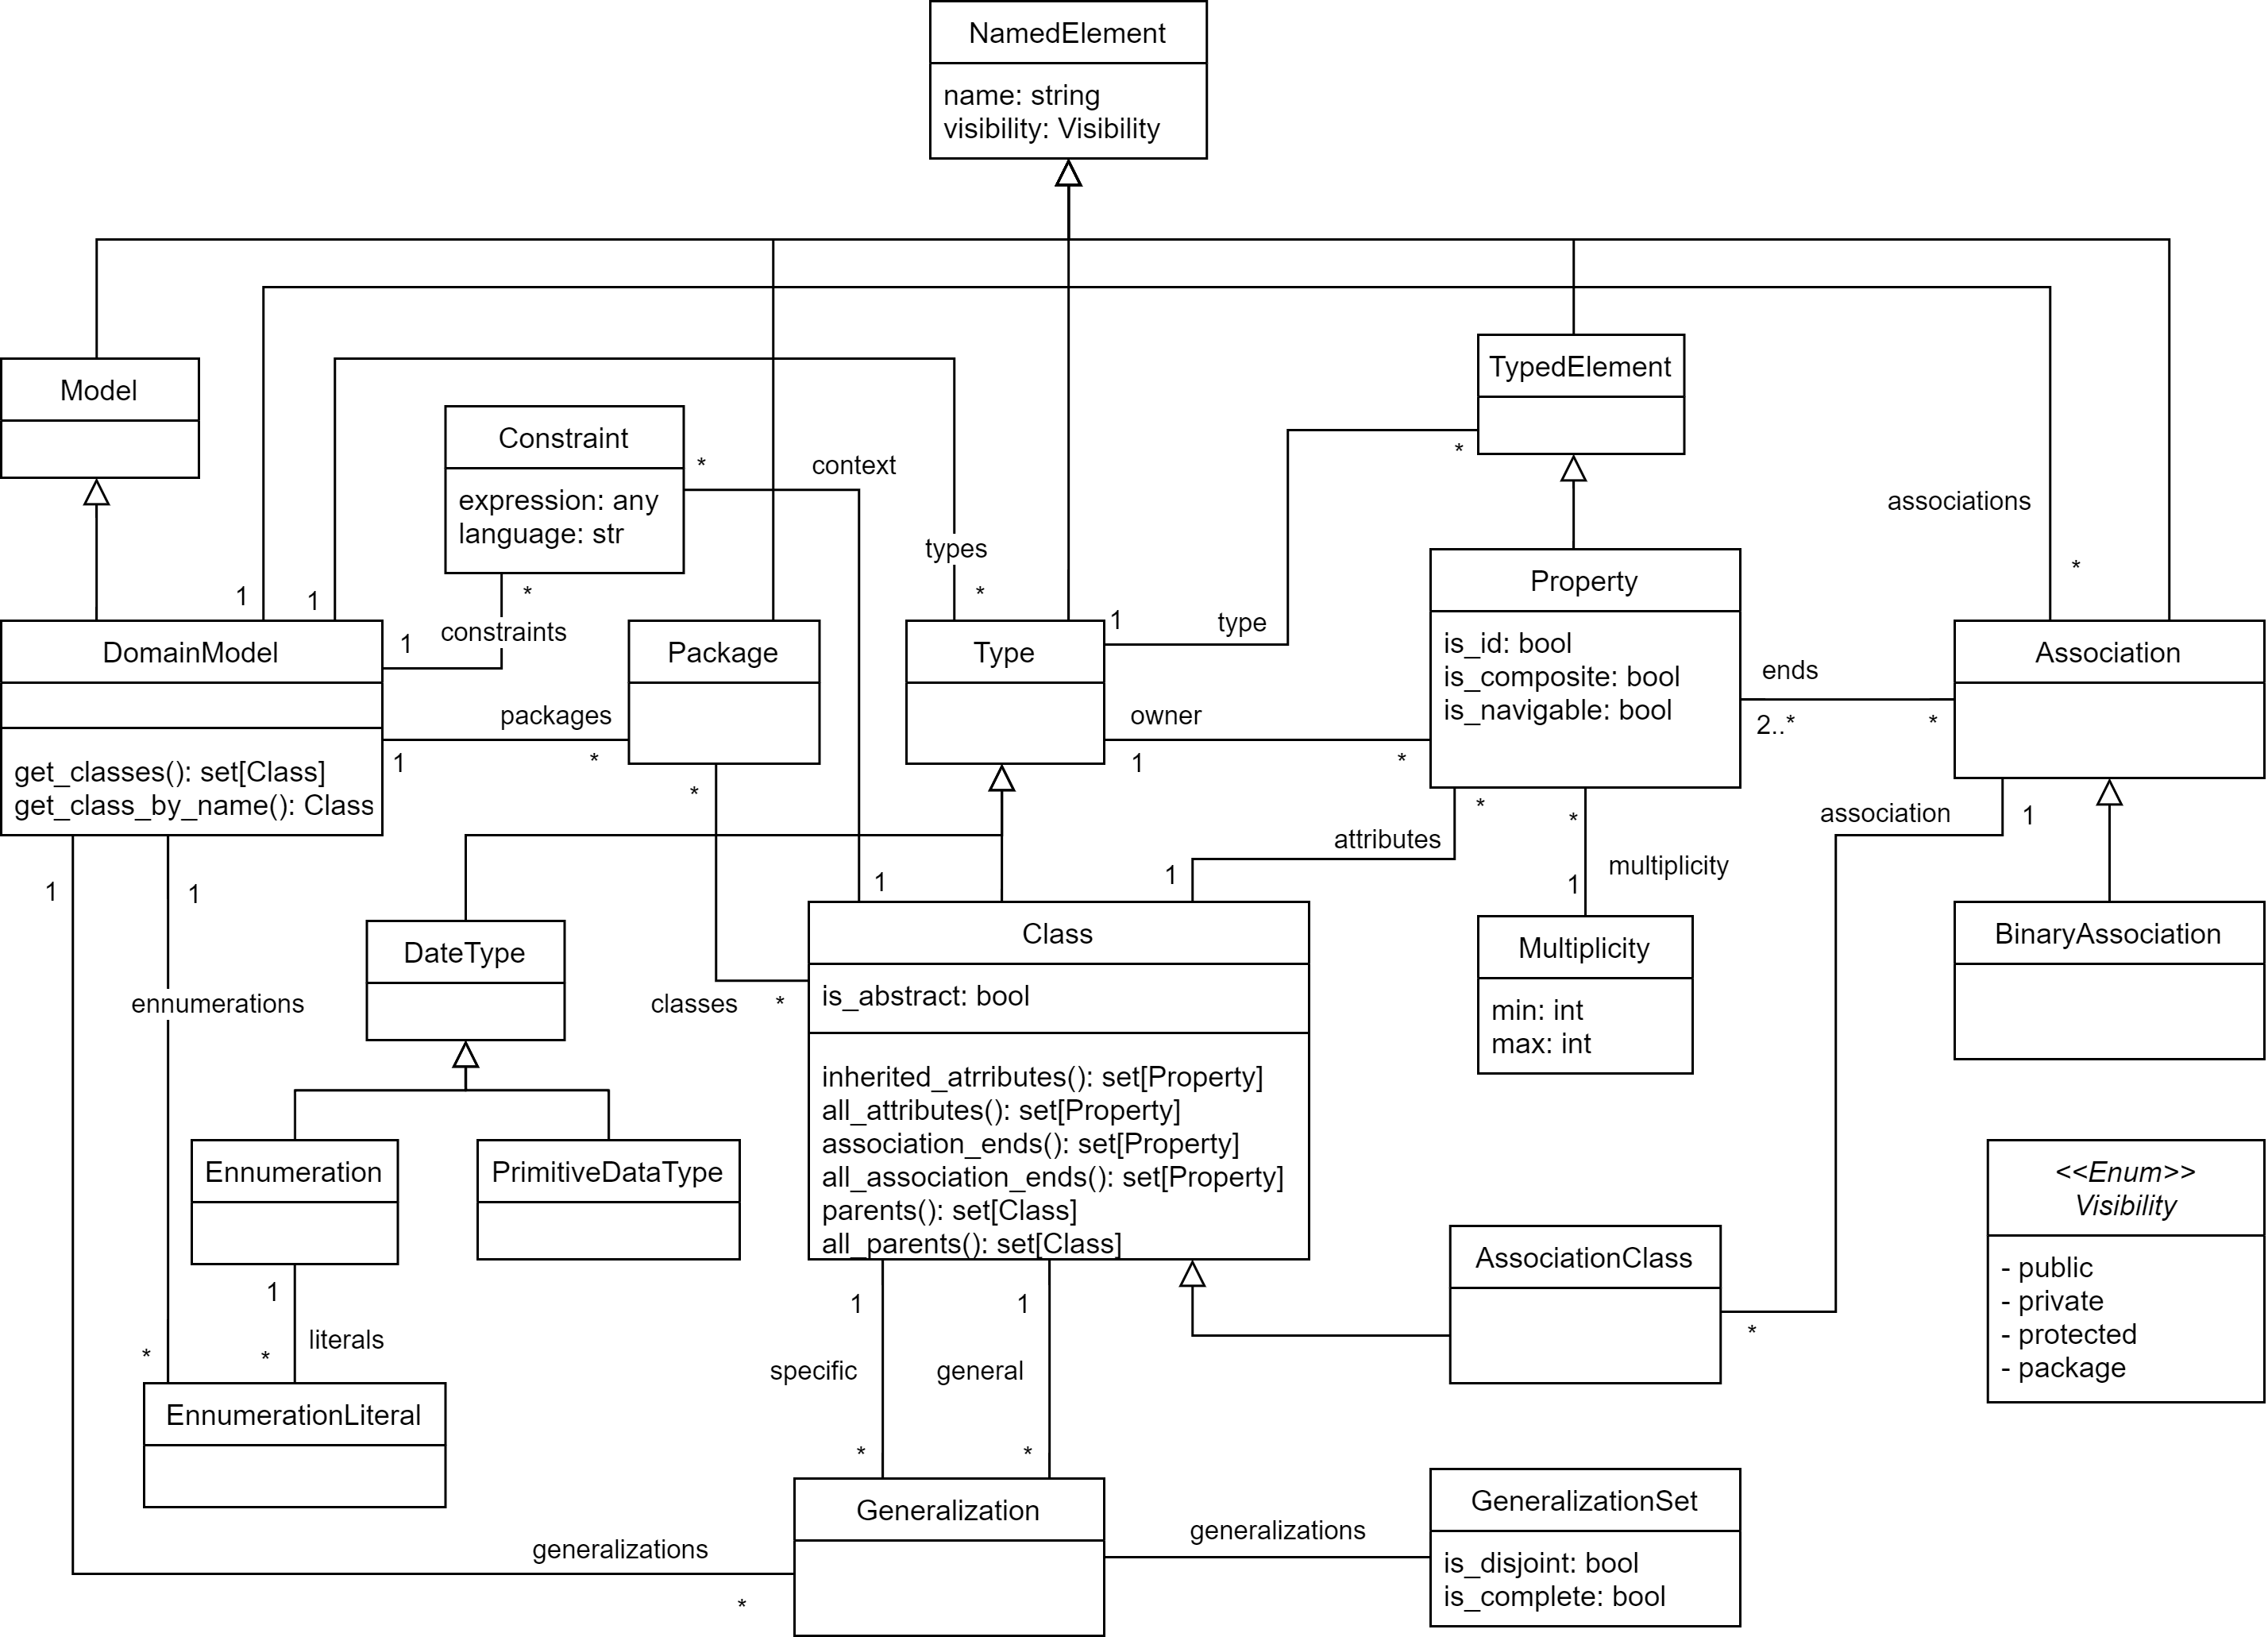 NamedElement
name: string
visibility: Visibility
Model
TypedElement
Constraint
expression: any
language: str
*
context
*
associations
types
*
Property
is_id: bool
is_composite: bool
is_navigable: bool
1
1
*
constraints
1
*
1
type
DomainModel
get_classes(): set[Class]
get_class_by_name(): Class
Package
Type
Association
ends
2..*
*
packages
1
*
owner
1
*
*
*
attributes
1
*
multiplicity
1
association
1
1
1
1
DateType
Class
is_abstract: bool
inherited_atrributes(): set[Property]
all_attributes(): set[Property]
association_ends(): set[Property]
all_association_ends(): set[Property]
parents(): set[Class]
all_parents(): set[Class]
Multiplicity
min: int
max: int
BinaryAssociation
ennumerations
classes
*
Ennumeration
PrimitiveDataType
<<Enum>>
Visibility
- public
- private
- protected
- package
AssociationClass
*
1
literals
*
*
1
1
specific
general
*
*
EnnumerationLiteral
Generalization
GeneralizationSet
is_disjoint: bool
is_complete: bool
generalizations
generalizations
*